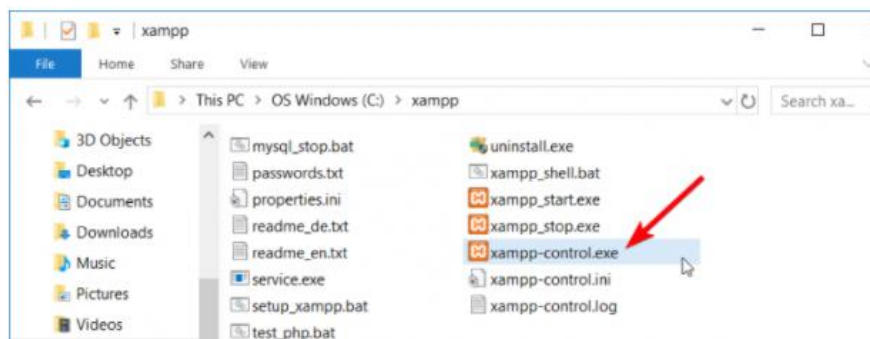 xampp
File Home Share View
This PC > OS Windows (C:) > xampp
Search xa...
3D Objects
Desktop
Documents
Downloads
Music
Pictures
Videos
mysql_stop.bat
passwords.txt
properties.ini
readme_de.txt
readme_en.txt
service.exe
setup_xampp.bat
test_php.bat
uninstall.exe
xampp_shell.bat
xampp_start.exe
xampp_stop.exe
xampp-control.exe
xampp-control.ini
xampp-control.log